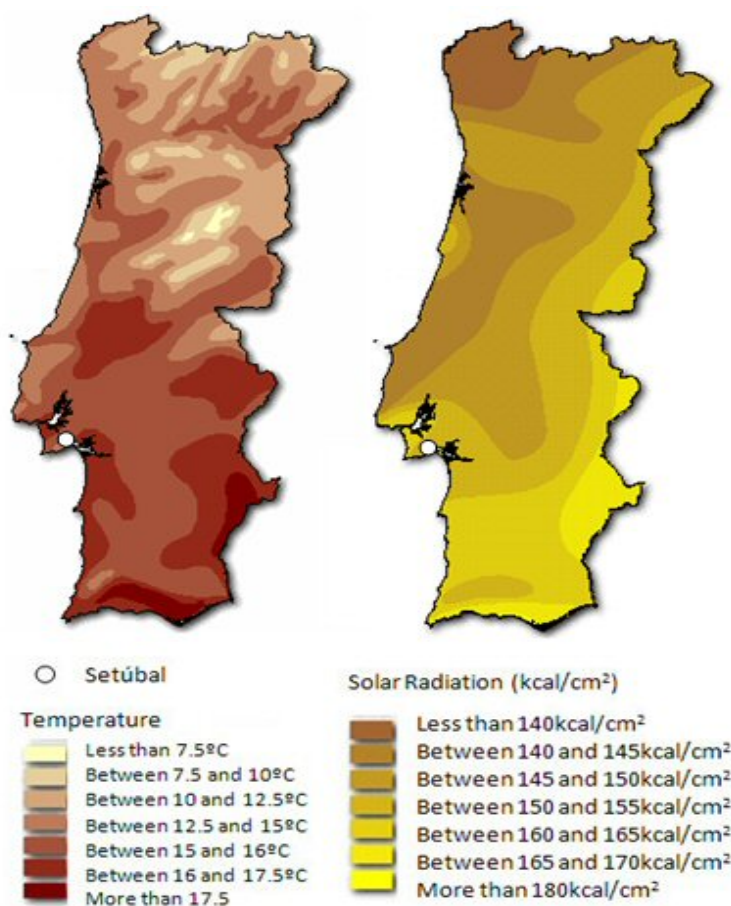 Setúbal
Temperature
Less than 7.5ºC
Between 7.5 and 10ºC
Between 10 and 12.5ºC
Between 12.5 and 15ºC
Between 15 and 16ºC
Between 16 and 17.5ºC
More than 17.5
Solar Radiation (kcal/cm²)
Less than 140kcal/cm²
Between 140 and 145kcal/cm²
Between 145 and 150kcal/cm²
Between 150 and 155kcal/cm²
Between 160 and 165kcal/cm²
Between 165 and 170kcal/cm²
More than 180kcal/cm²